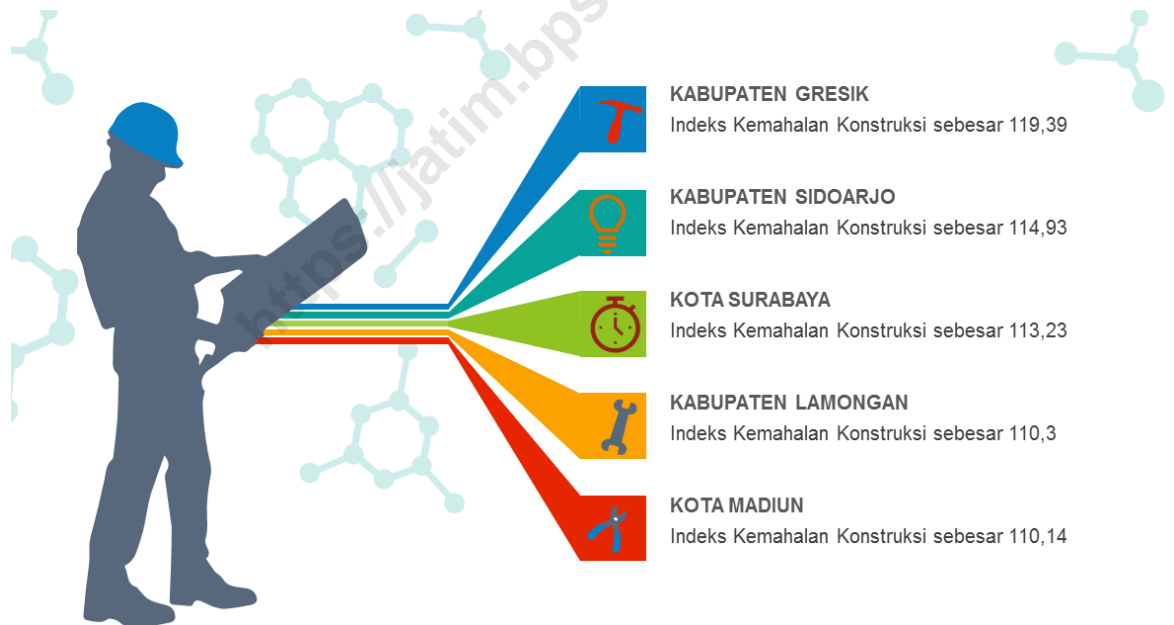 KABUPATEN GRESIK
Indeks Kemahalan Konstruksi sebesar 119,39
KABUPATEN SIDOARJO
Indeks Kemahalan Konstruksi sebesar 114,93
KOTA SURABAYA
Indeks Kemahalan Konstruksi sebesar 113,23
KABUPATEN LAMONGAN
Indeks Kemahalan Konstruksi sebesar 110,3
KOTA MADIUN
Indeks Kemahalan Konstruksi sebesar 110,14
https://jatim.bps